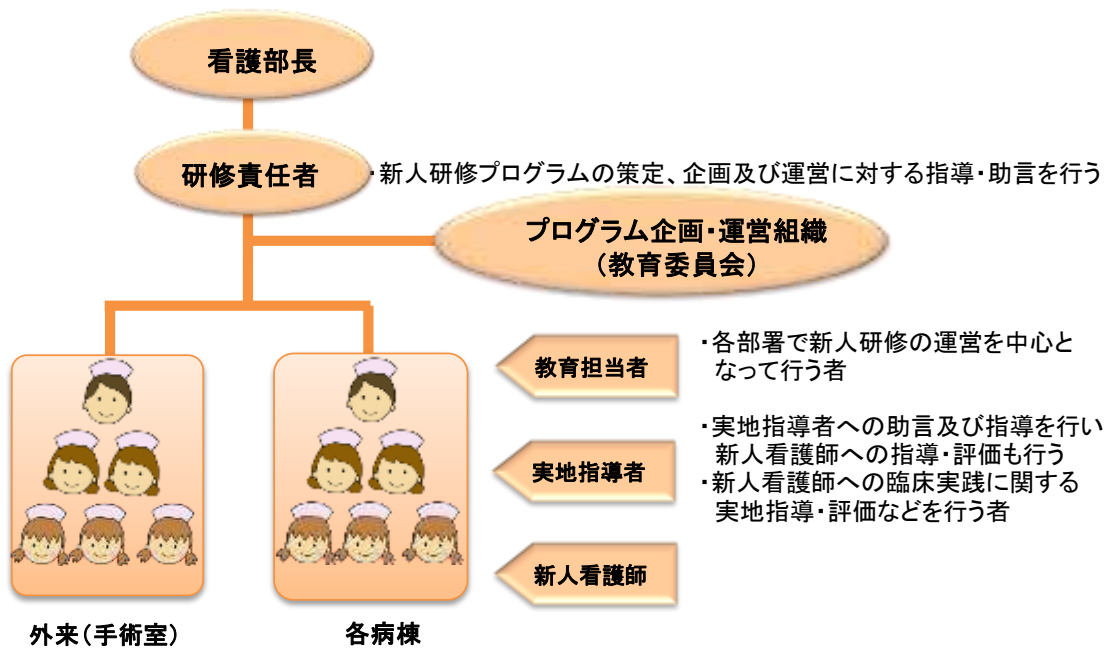 看護部長
研修責任者
・新人研修プログラムの策定、企画及び運営に対する指導・助言を行う
プログラム企画・運営組織
（教育委員会）
教育担当者
・各部署で新人研修の運営を中心と
なって行う者
実地指導者
・実地指導者への助言及び指導を行い
新人看護師への指導・評価も行う
・新人看護師への臨床実践に関する
実地指導・評価などを行う者
新人看護師
外来（手術室）
各病棟